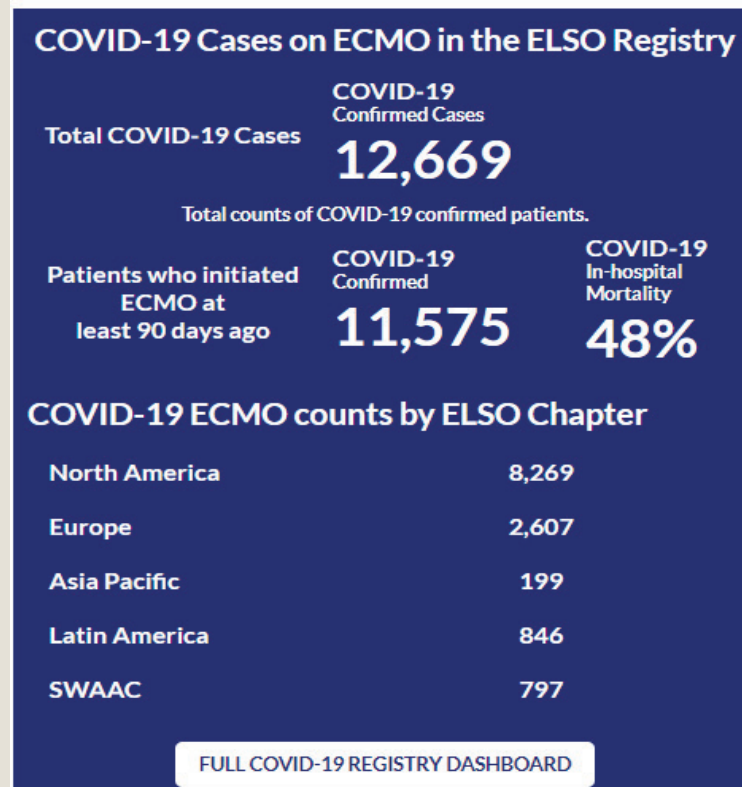 COVID-19 Cases on ECMO in the ELSO Registry
Total COVID-19 Cases
COVID-19
Confirmed Cases
12,669
Total counts of COVID-19 confirmed patients.
Patients who initiated
ECMO at
least 90 days ago
COVID-19
Confirmed
11,575
COVID-19
In-hospital
Mortality
48%
COVID-19 ECMO counts by ELSO Chapter
North America 8,269
Europe 2,607
Asia Pacific 199
Latin America 846
SWAAC 797
FULL COVID-19 REGISTRY DASHBOARD